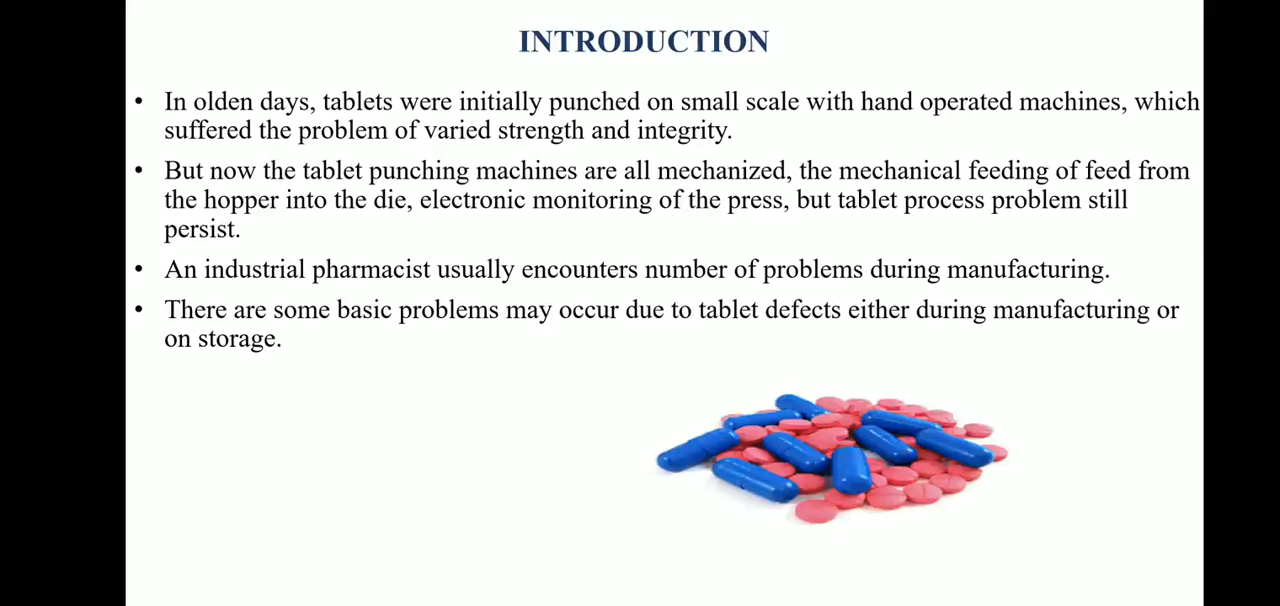 INTRODUCTION
• In olden days, tablets were initially punched on small scale with hand operated machines, which
suffered the problem of varied strength and integrity.
• But now the tablet punching machines are all mechanized, the mechanical feeding of feed from
the hopper into the die, electronic monitoring of the press, but tablet process problem still
persist.
• An industrial pharmacist usually encounters number of problems during manufacturing.
• There are some basic problems may occur due to tablet defects either during manufacturing or
on storage.